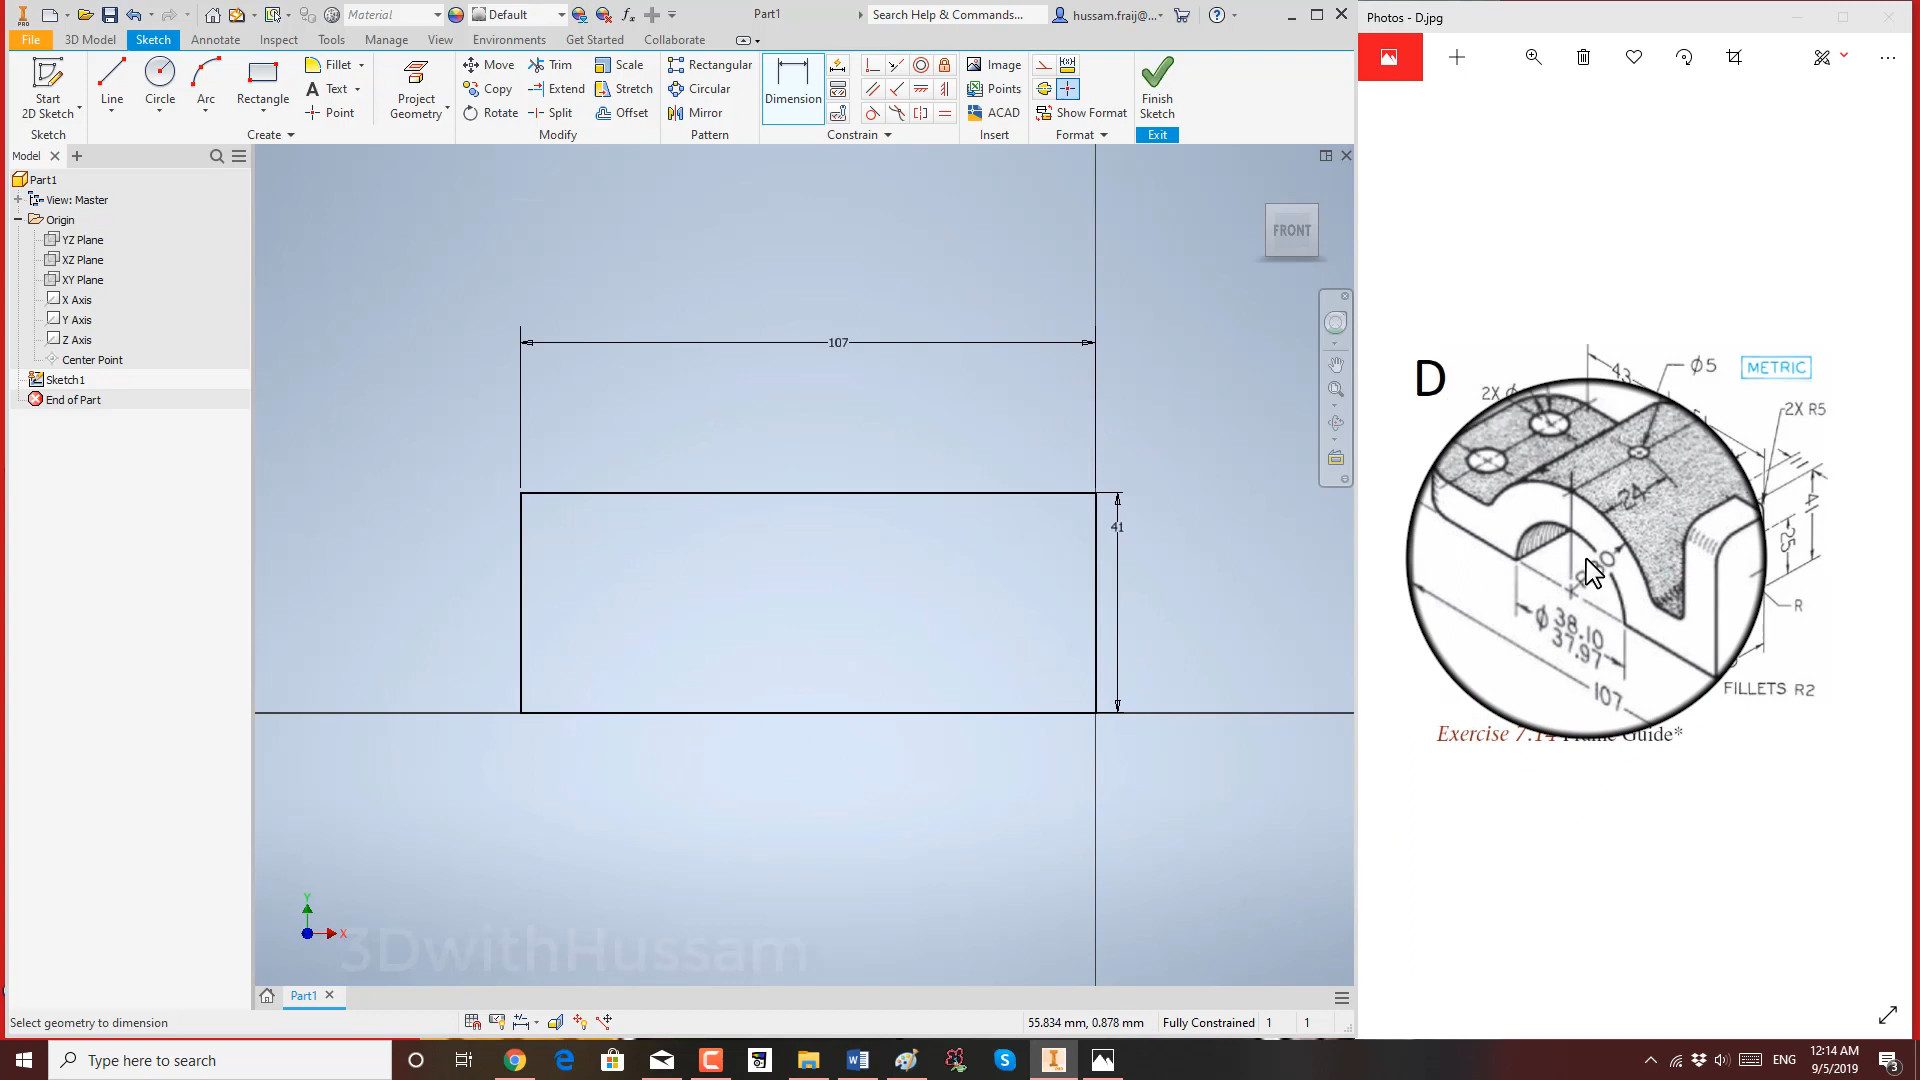 Material
Default
Part1
Search Help & Commands...
hussam.fraij@...
Photos - D.jpg
File
3D Model
Sketch
Annotate
Inspect
Tools
Manage
View
Environments
Get Started
Collaborate
Start
2D Sketch
Line
Circle
Arc
Rectangle
Fillet
Text
Point
Project
Geometry
Move
Copy
Rotate
Trim
Extend
Split
Scale
Stretch
Offset
Rectangular
Circular
Mirror
Dimension
Image
Points
ACAD
Show Format
Finish
Sketch
Sketch
Create
Modify
Pattern
Constrain
Insert
Format
Exit
Model
Part1
View: Master
Origin
YZ Plane
XZ Plane
XY Plane
X Axis
Y Axis
Z Axis
Center Point
Sketch1
End of Part
FRONT
107
41
Y
X
3DwithHussam
D
METRIC
2X
43
Ø5
2X R5
11
24
41
25
R
Ø 38.10
37.97
107
FILLETS R2
Exercise 7.14 Frame Guide*
Part1
Select geometry to dimension
55.834 mm, 0.878 mm
Fully Constrained
1
1
Type here to search
ENG
12:14 AM
9/5/2019
3